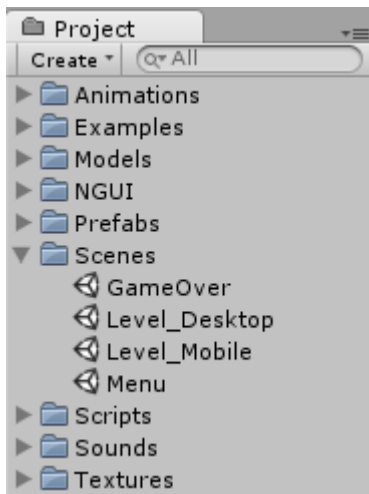 Project
Create All
Animations
Examples
Models
NGUI
Prefabs
Scenes
GameOver
Level_Desktop
Level_Mobile
Menu
Scripts
Sounds
Textures